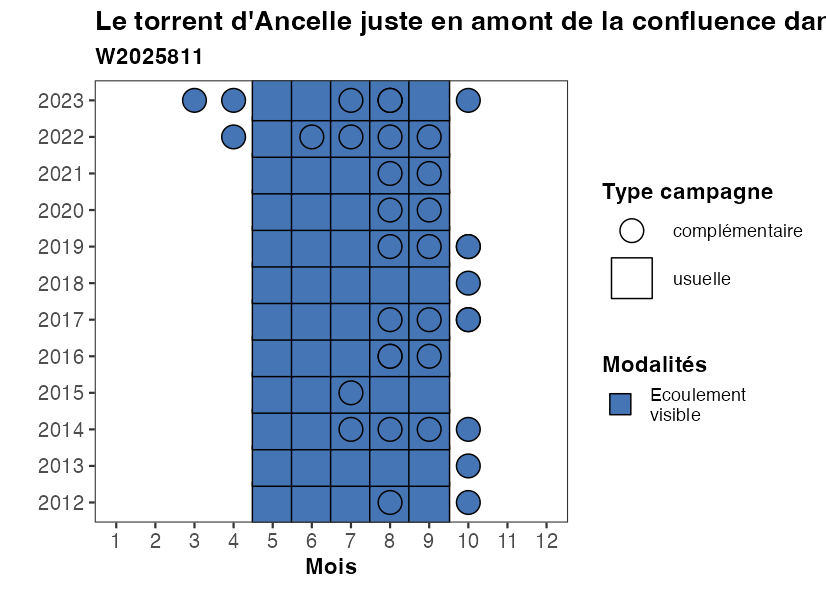 Le torrent d'Ancelle juste en amont de la confluence dan
W2025811
2023
2022
2021
2020
2019
2018
2017
2016
2015
2014
2013
2012
1 2 3 4 5 6 7 8 9 10 11 12
Mois
Type campagne
complémentaire
usuelle
Modalités
Ecoulement
visible